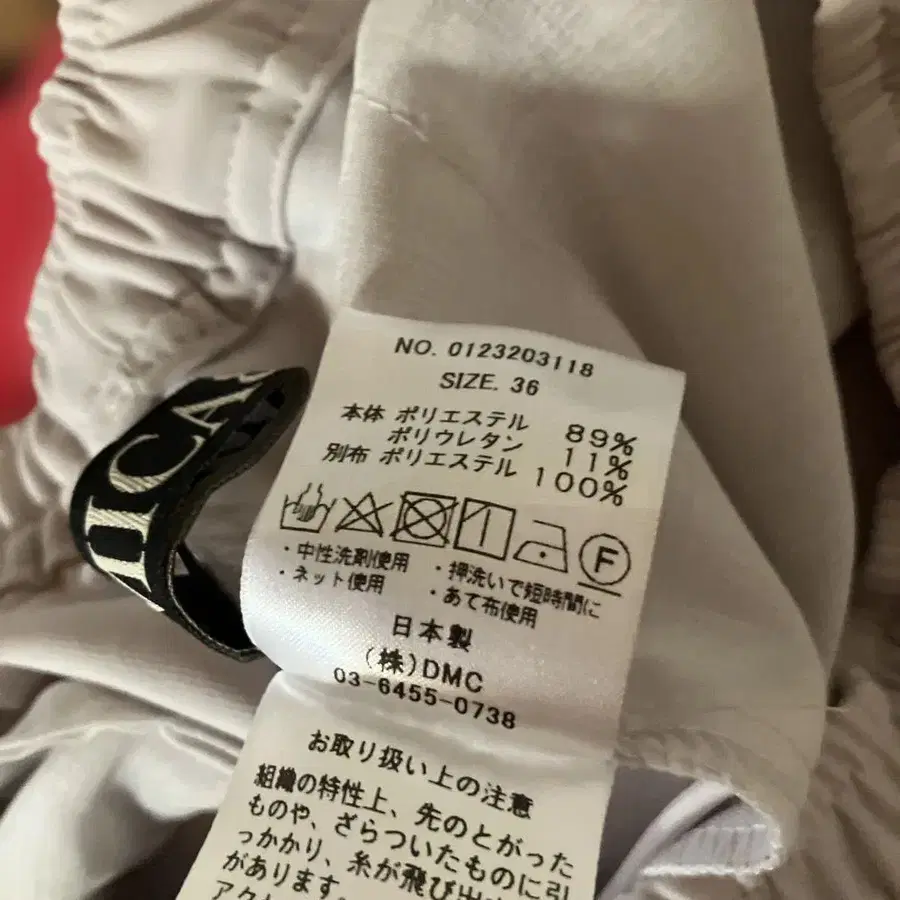 NO. 0123203118
SIZE. 36
本体 ポリエステル 89%
ポリウレタン 11%
別布 ポリエステル 100%
F
・中性洗剤使用 ・押洗いで短時間に
・ネット使用 ・あて布使用
日本製
(株)DMC
03-6455-0738
お取り扱い上の注意
組織の特性上、先のとがった
ものや、ざらついたものに引
っかかり、糸が飛び出
があります。
アク